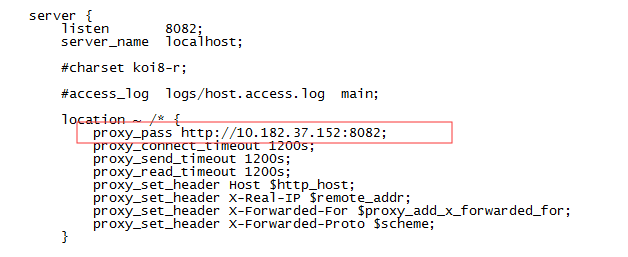 server {
    listen       8082;
    server_name  localhost;

    #charset koi8-r;

    #access_log  logs/host.access.log  main;

    location ~ /* {
        proxy_pass http://10.182.37.152:8082;
        proxy_connect_timeout 1200s;
        proxy_send_timeout 1200s;
        proxy_read_timeout 1200s;
        proxy_set_header Host $http_host;
        proxy_set_header X-Real-IP $remote_addr;
        proxy_set_header X-Forwarded-For $proxy_add_x_forwarded_for;
        proxy_set_header X-Forwarded-Proto $scheme;
    }